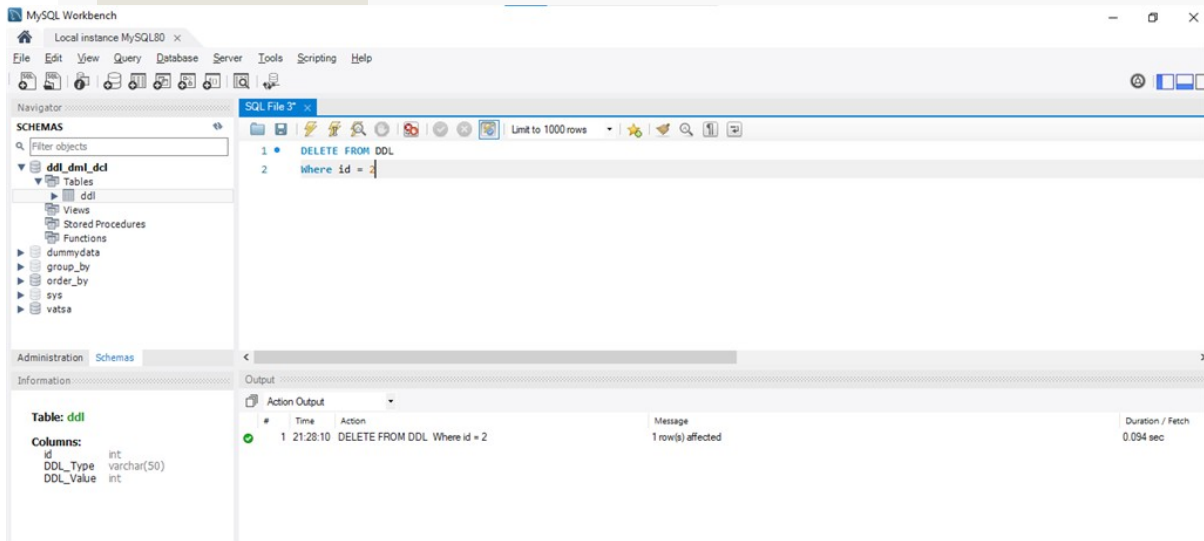 MySQL Workbench
Local instance MySQL80
File Edit View Query Database Server Tools Scripting Help
Navigator
SCHEMAS
Filter objects
ddl_dml_dcl
Tables
ddl
Views
Stored Procedures
Functions
dummydata
group_by
order_by
sys
vatsa
Administration Schemas
Information
Table: ddl
Columns:
id int
DDL_Type varchar(50)
DDL_Value int
SQL File 3*
Limit to 1000 rows
1 DELETE FROM DDL
2 Where id = 2
Output
Action Output
# Time Action Message Duration / Fetch
1 21:28:10 DELETE FROM DDL Where id = 2 1 row(s) affected 0.094 sec